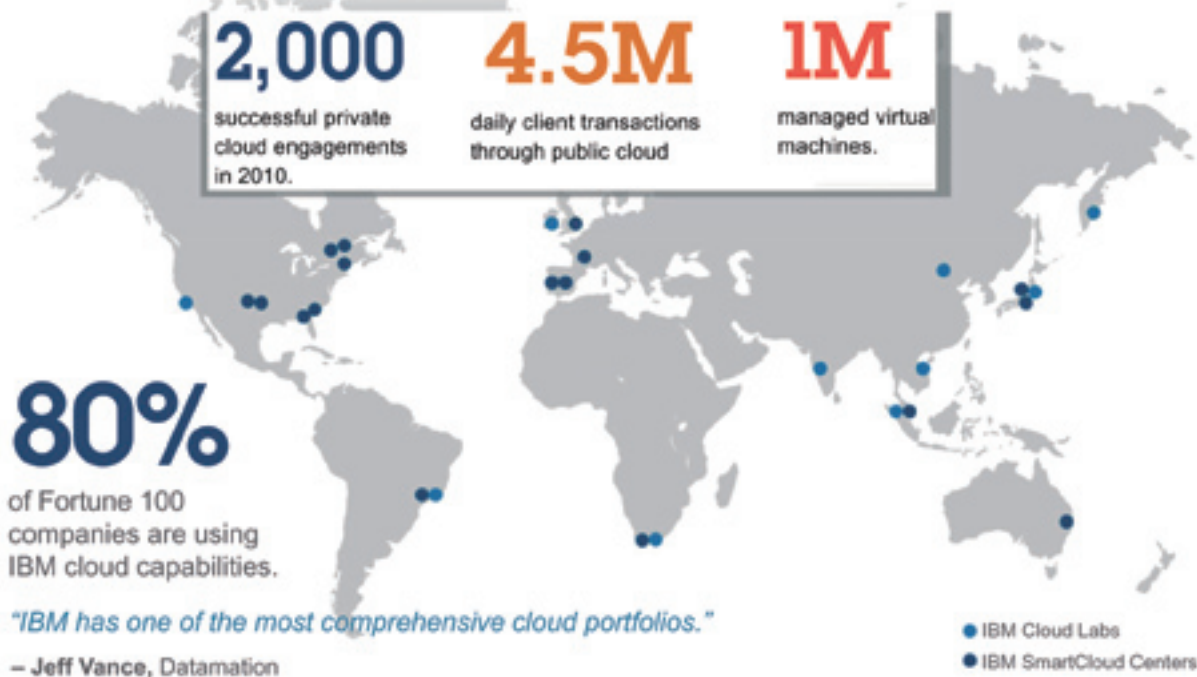 2,000
successful private
cloud engagements
in 2010.
4.5M
daily client transactions
through public cloud
1M
managed virtual
machines.
80%
of Fortune 100
companies are using
IBM cloud capabilities.
“IBM has one of the most comprehensive cloud portfolios.”
– Jeff Vance, Datamation
IBM Cloud Labs
IBM SmartCloud Centers